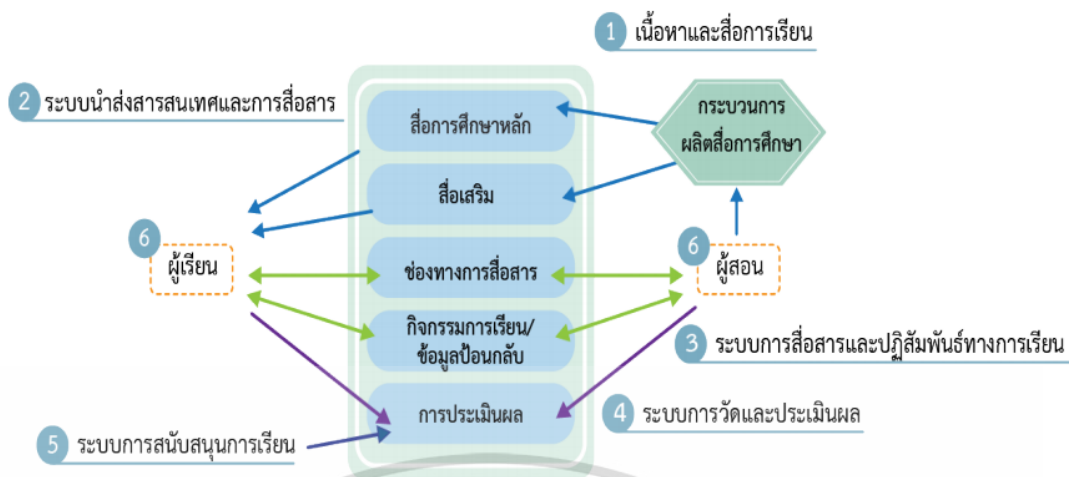 1 เนื้อหาและสื่อการเรียน
2 ระบบนำส่งสารสนเทศและการสื่อสาร
สื่อการศึกษาหลัก
กระบวนการ
ผลิตสื่อการศึกษา
สื่อเสริม
6
ผู้เรียน
ช่องทางการสื่อสาร
6
ผู้สอน
กิจกรรมการเรียน/
ข้อมูลป้อนกลับ
3 ระบบการสื่อสารและปฏิสัมพันธ์ทางการเรียน
การประเมินผล
4 ระบบการวัดและประเมินผล
5 ระบบการสนับสนุนการเรียน